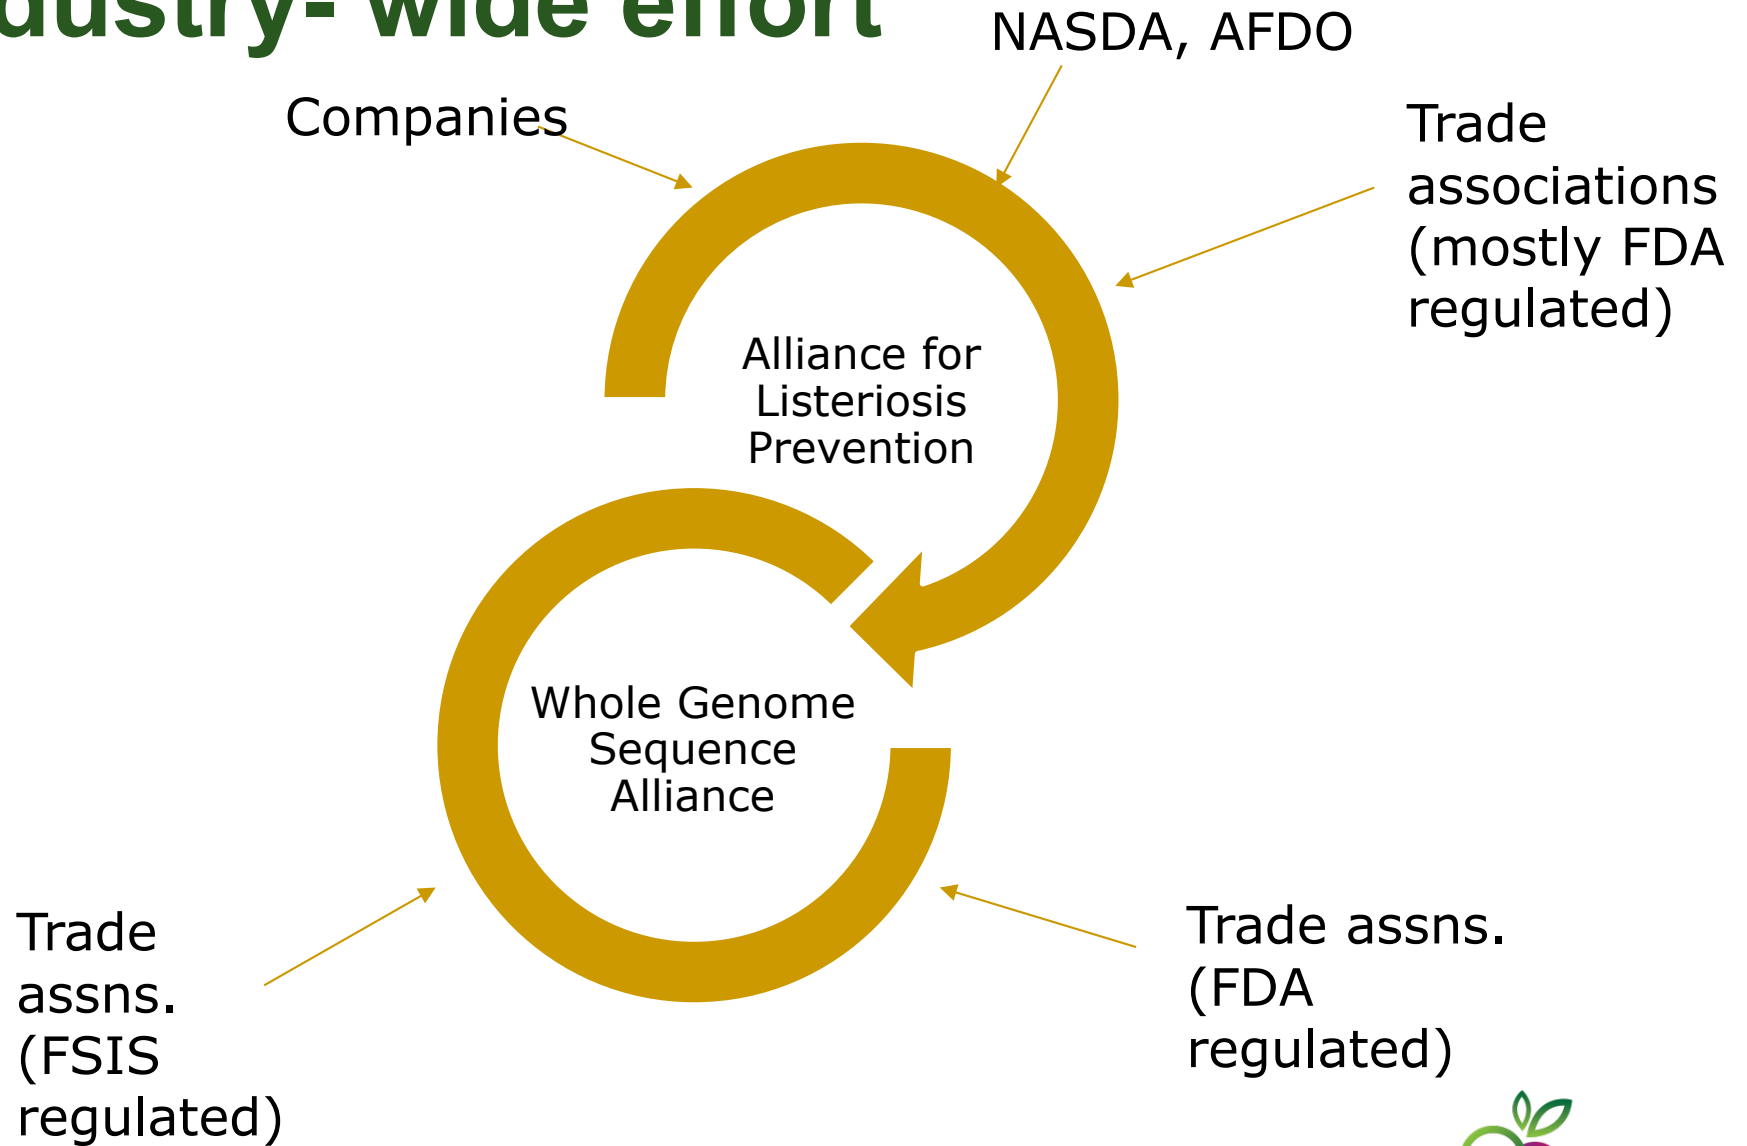 dustry- wide effort
NASDA, AFDO
Companies
Trade
associations
(mostly FDA
regulated)
Alliance for
Listeriosis
Prevention
Whole Genome
Sequence
Alliance
Trade
assns.
(FSIS
regulated)
Trade assns.
(FDA
regulated)